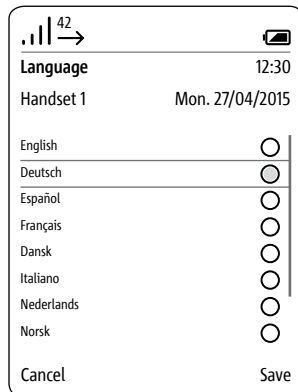 42
Language 12:30
Handset 1 Mon. 27/04/2015
English
Deutsch
Español
Français
Dansk
Italiano
Nederlands
Norsk
Cancel Save